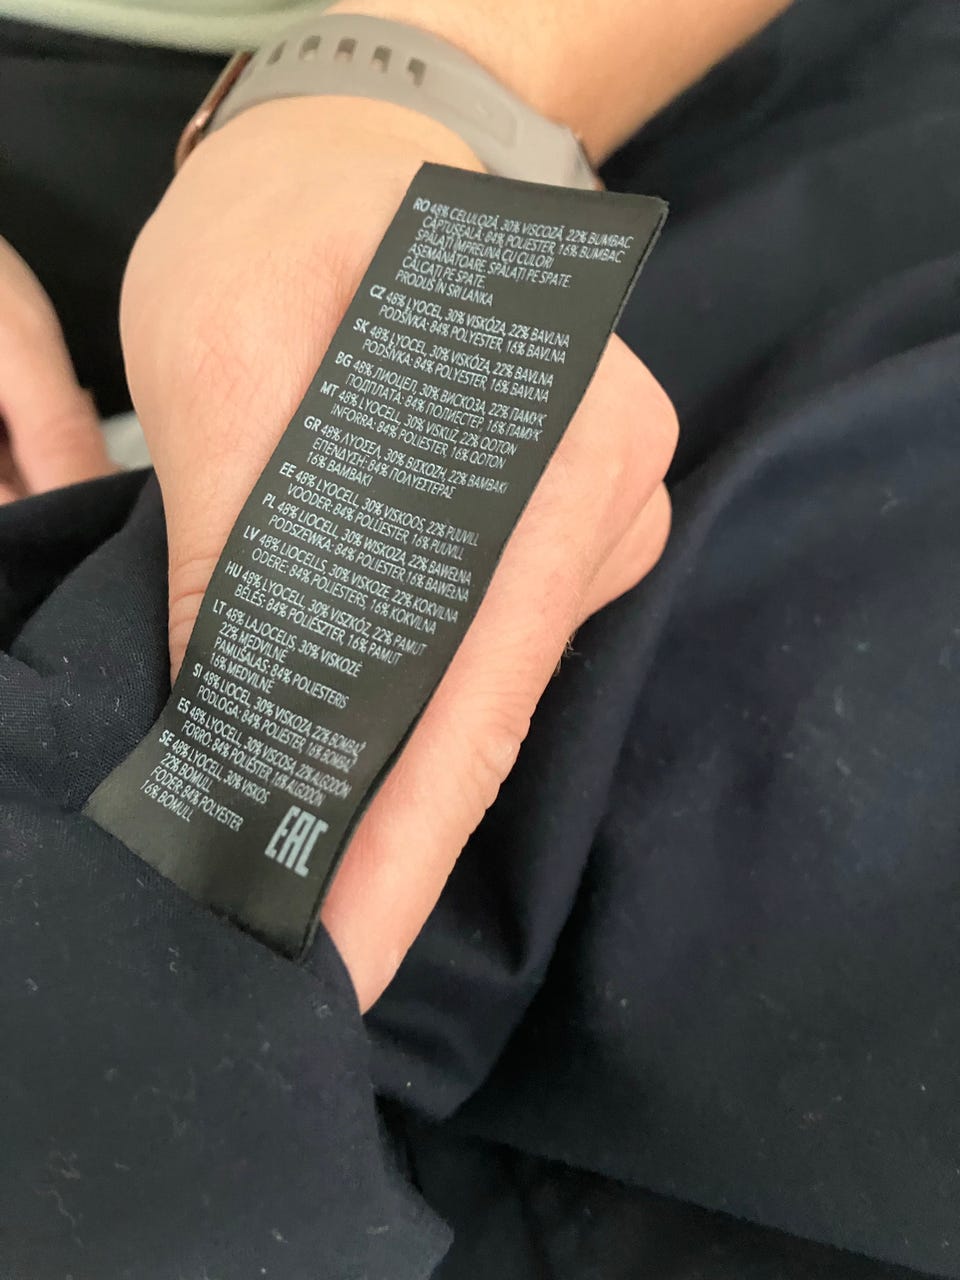 RO 48% CELULOZĂ, 30% VISCOZĂ, 22% BUMBAC
CĂPTUȘEALĂ, 84% POLIESTER, 16% BUMBAC
SPĂLAȚI ÎMPREUNĂ CU CULORI
ASEMĂNĂTOARE. SPĂLAȚI PE SPATE.
CĂLCAȚI PE SPATE.
PRODUS ÎN SRI LANKA
CZ 48% LYOCEL, 30% VISKÓZA, 22% BAVLNA
PODŠÍVKA: 84% POLYESTER, 16% BAVLNA
SK 48% LYOCEL, 30% VISKÓZA, 22% BAVLNA
PODŠÍVKA: 84% POLYESTER, 16% BAVLNA
BG 48% ЛИОЦЕЛ, 30% ВИСКОЗА, 22% ПАМУК
ПОДПЛАТА: 84% ПОЛИЕСТЕР, 16% ПАМУК
MT 48% LYOCELL, 30% VISKUŻ, 22% QOTON
INFORRA: 84% POLIESTER, 16% QOTON
GR 48% ΛΥΟΣΕΛ, 30% ΒΙΣΚΟΖΗ, 22% ΒΑΜΒΑΚΙ
ΕΠΕΝΔΥΣΗ: 84% ΠΟΛΥΕΣΤΕΡΑΣ
16% ΒΑΜΒΑΚΙ
EE 48% LYOCELL, 30% VISKOOS, 22% PUUVILL
VOODER: 84% POLÜESTER, 16% PUUVILL
PL 48% LIOCELL, 30% WISKOZA, 22% BAWEŁNA
PODSZEWKA: 84% POLIESTER, 16% BAWEŁNA
LV 48% LIOCELLS, 30% VISKOZE, 22% KOKVILNA
ODERE: 84% POLIESTERS, 16% KOKVILNA
HU 48% LYOCELL, 30% VISZKÓZ, 22% PAMUT
BÉLÉS: 84% POLIÉSZTER, 16% PAMUT
LT 48% LAJOCELIS, 30% VISKOZĖ
22% MEDVILNĖ
PAMUŠALAS: 84% POLIESTERIS
16% MEDVILNĖ
SI 48% LIOCEL, 30% VISKOZA, 22% BOMBAŽ
PODLOGA: 84% POLIESTER, 16% BOMBAŽ
ES 48% LYOCELL, 30% VISCOSA, 22% ALGODÓN
FORRO: 84% POLIÉSTER, 16% ALGODÓN
SE 48% LYOCELL, 30% VISKOS
22% BOMULL
FODER: 84% POLYESTER
16% BOMULL
EAC